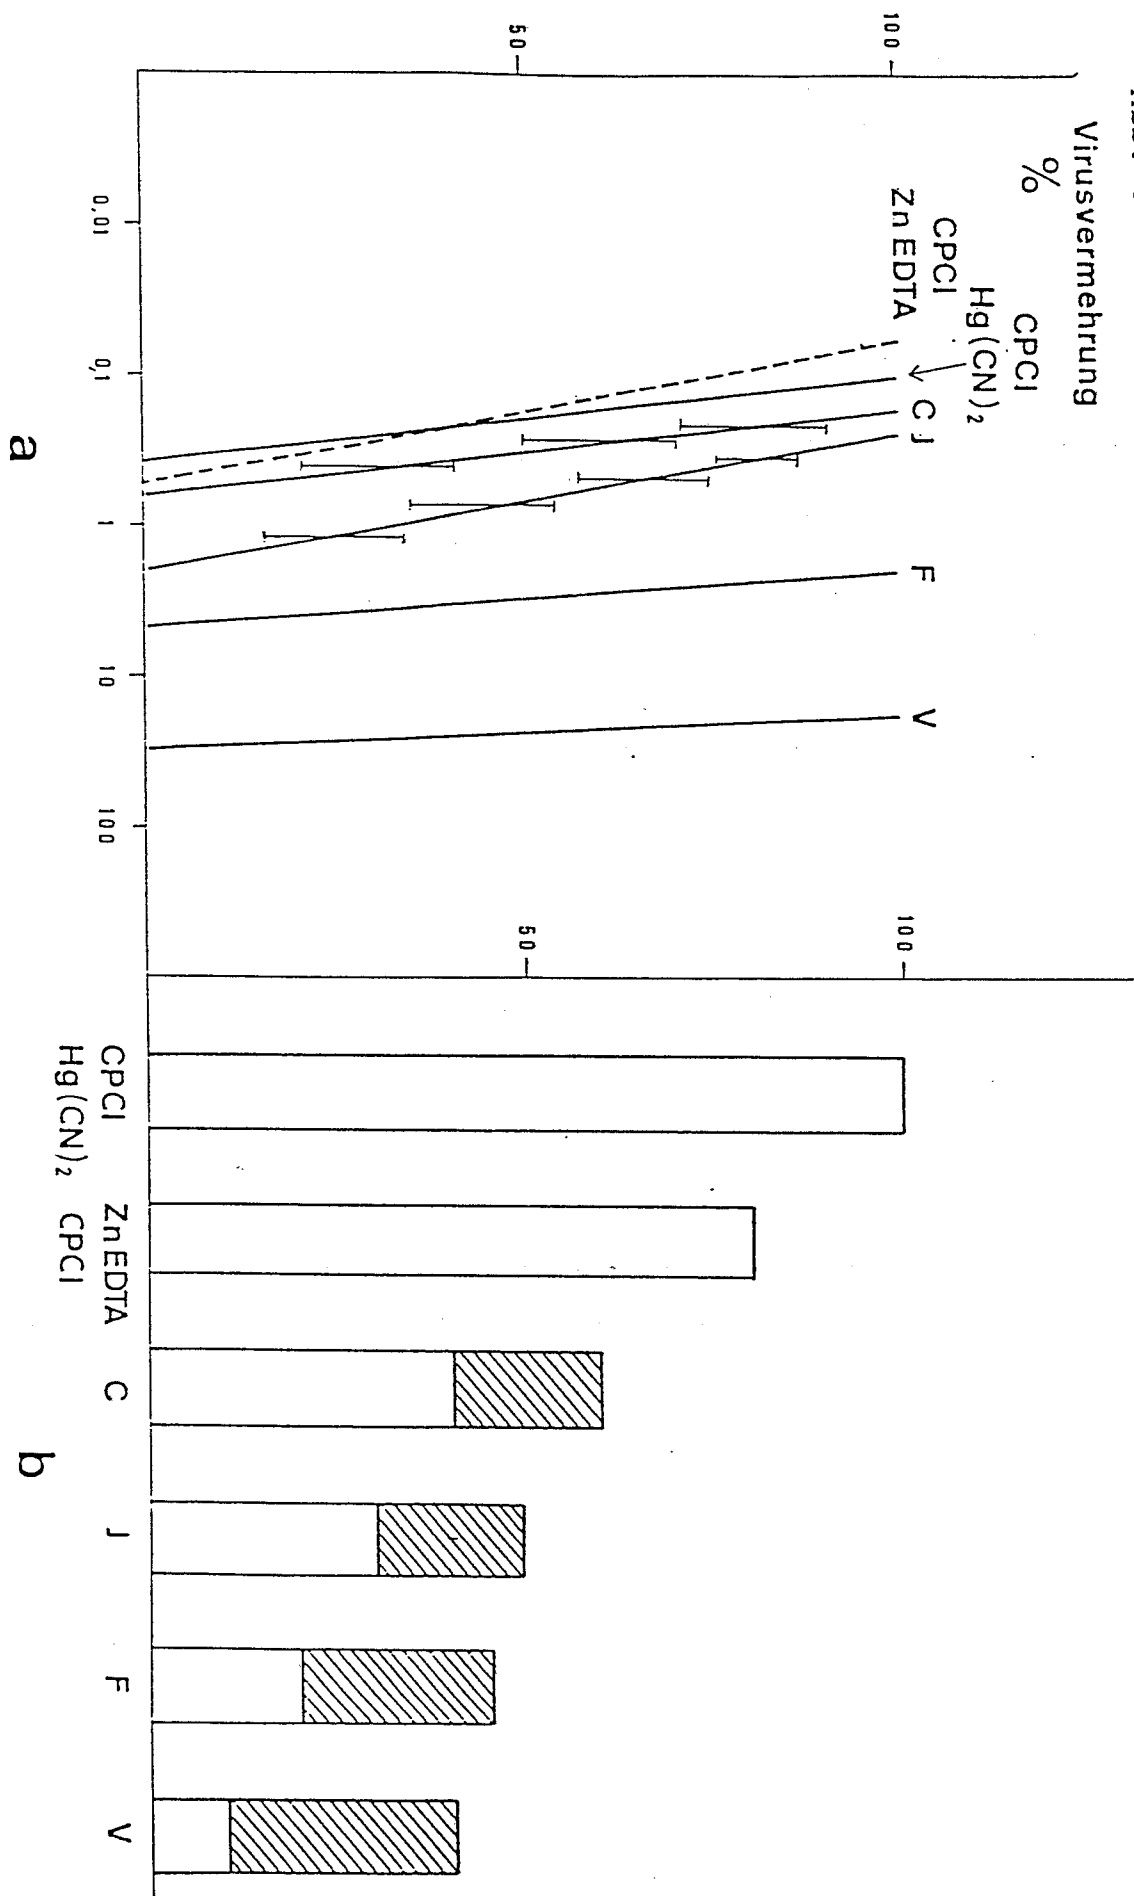 Virusvermehrung
%
100
50
CPCl
Hg(CN)₂
CPCl
Zn EDTA
C
J
F
V
0,01
0,1
1
10
100
a
100
50
CPCl
Hg(CN)₂
Zn EDTA
CPCl
C
J
F
V
b